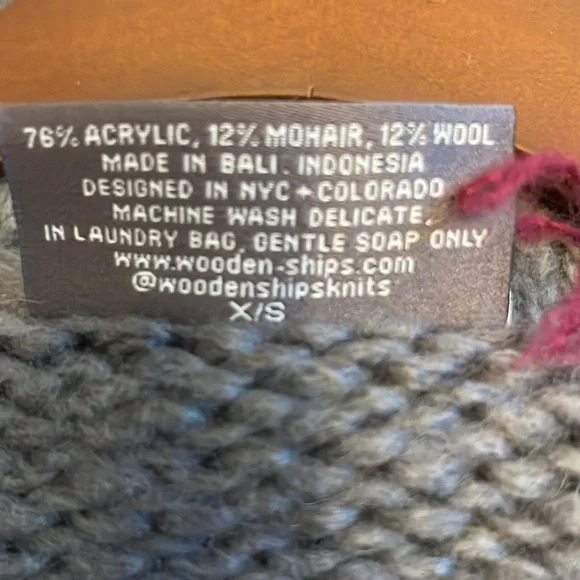 76% ACRYLIC, 12% MOHAIR, 12% WOOL
MADE IN BALI. INDONESIA
DESIGNED IN NYC + COLORADO
MACHINE WASH DELICATE,
IN LAUNDRY BAG, GENTLE SOAP ONLY
www.wooden-ships.com
@woodenshipsknits
X/S